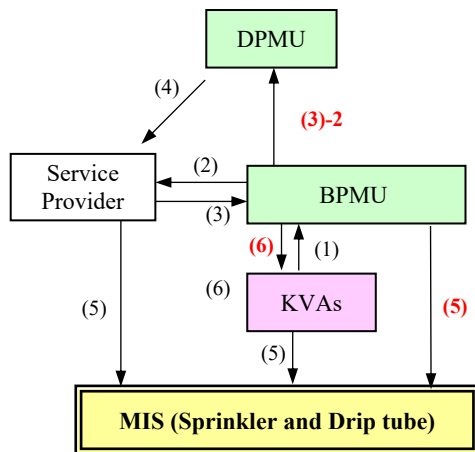 DPMU
(4)
(3)-2
Service
Provider
(2)
(3)
BPMU
(6)
(1)
(6)
KVAs
(5)
(5)
(5)
MIS (Sprinkler and Drip tube)